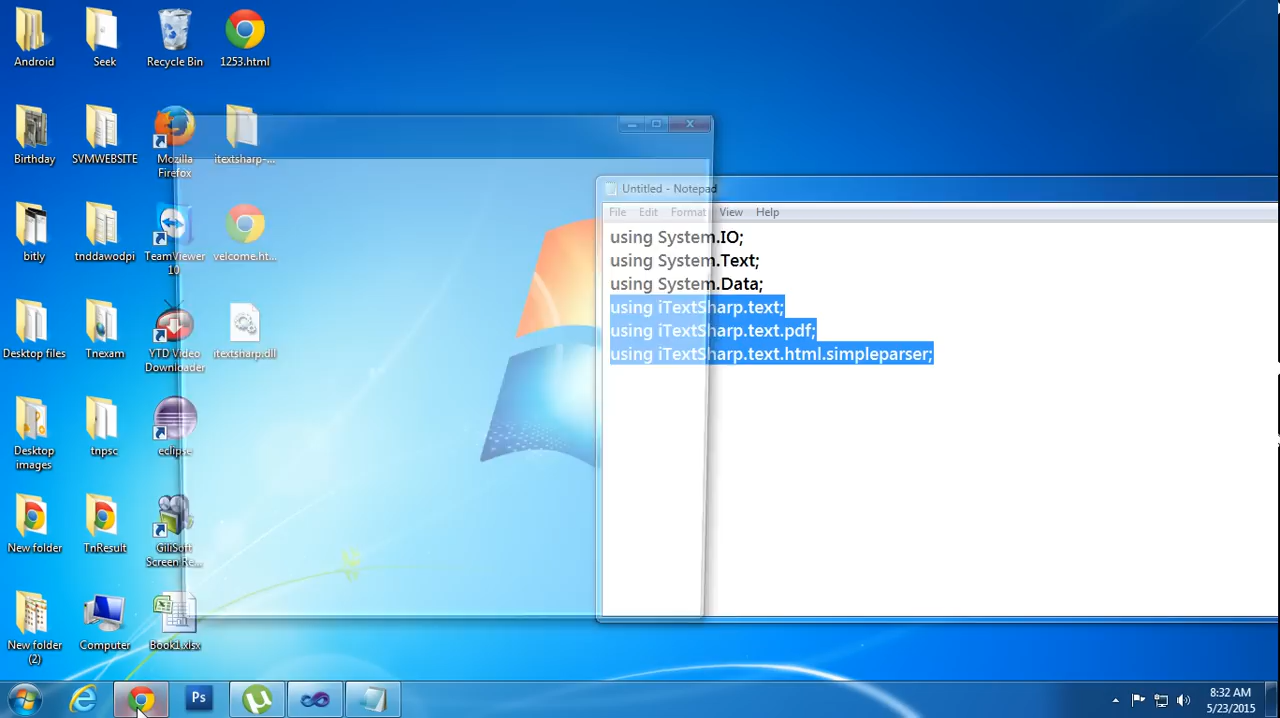 Android
Seek
Recycle Bin
1253.html
Birthday
SVMWEBSITE
Mozilla
Firefox
itextsharp-...
bitly
tnddawodpi
TeamViewer
10
velcome.ht...
Desktop files
Tnexam
YTD Video
Downloader
itextsharp.dll
Desktop
images
tnpsc
eclipse
New folder
TnResult
GiliSoft
Screen Re...
New folder
(2)
Computer
Book1.xlsx
Untitled - Notepad
File Edit Format View Help
using System.IO;
using System.Text;
using System.Data;
using iTextSharp.text;
using iTextSharp.text.pdf;
using iTextSharp.text.html.simpleparser;
Ps
8:32 AM
5/23/2015